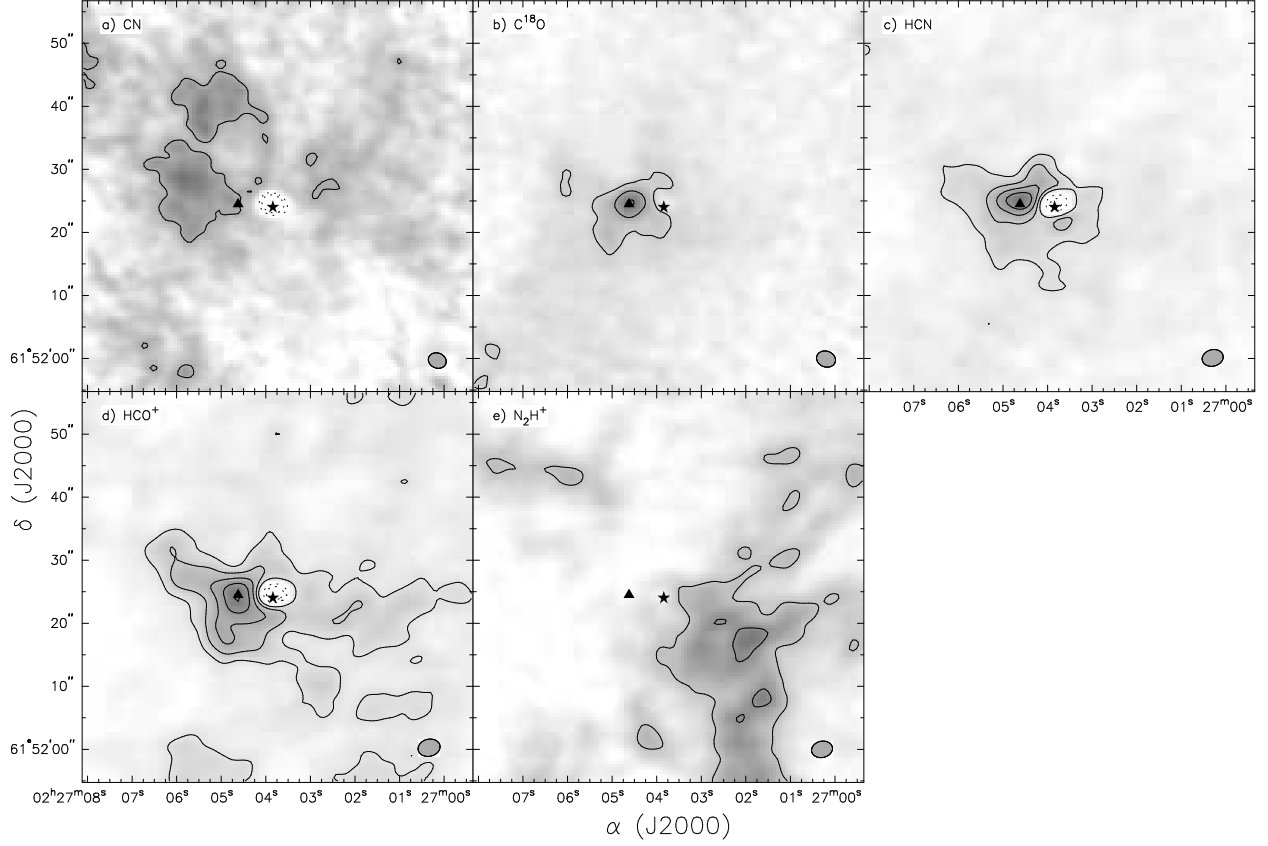 a) CN
b) C¹⁸O
c) HCN
50″
40″
30″
20″
10″
61°52′00″
07ˢ 06ˢ 05ˢ 04ˢ 03ˢ 02ˢ 01ˢ 27ᵐ00ˢ
d) HCO⁺
e) N₂H⁺
50″
40″
30″
20″
10″
61°52′00″
δ (J2000)
02ʰ27ᵐ08ˢ 07ˢ 06ˢ 05ˢ 04ˢ 03ˢ 02ˢ 01ˢ 27ᵐ00ˢ
07ˢ 06ˢ 05ˢ 04ˢ 03ˢ 02ˢ 01ˢ 27ᵐ00ˢ
α (J2000)